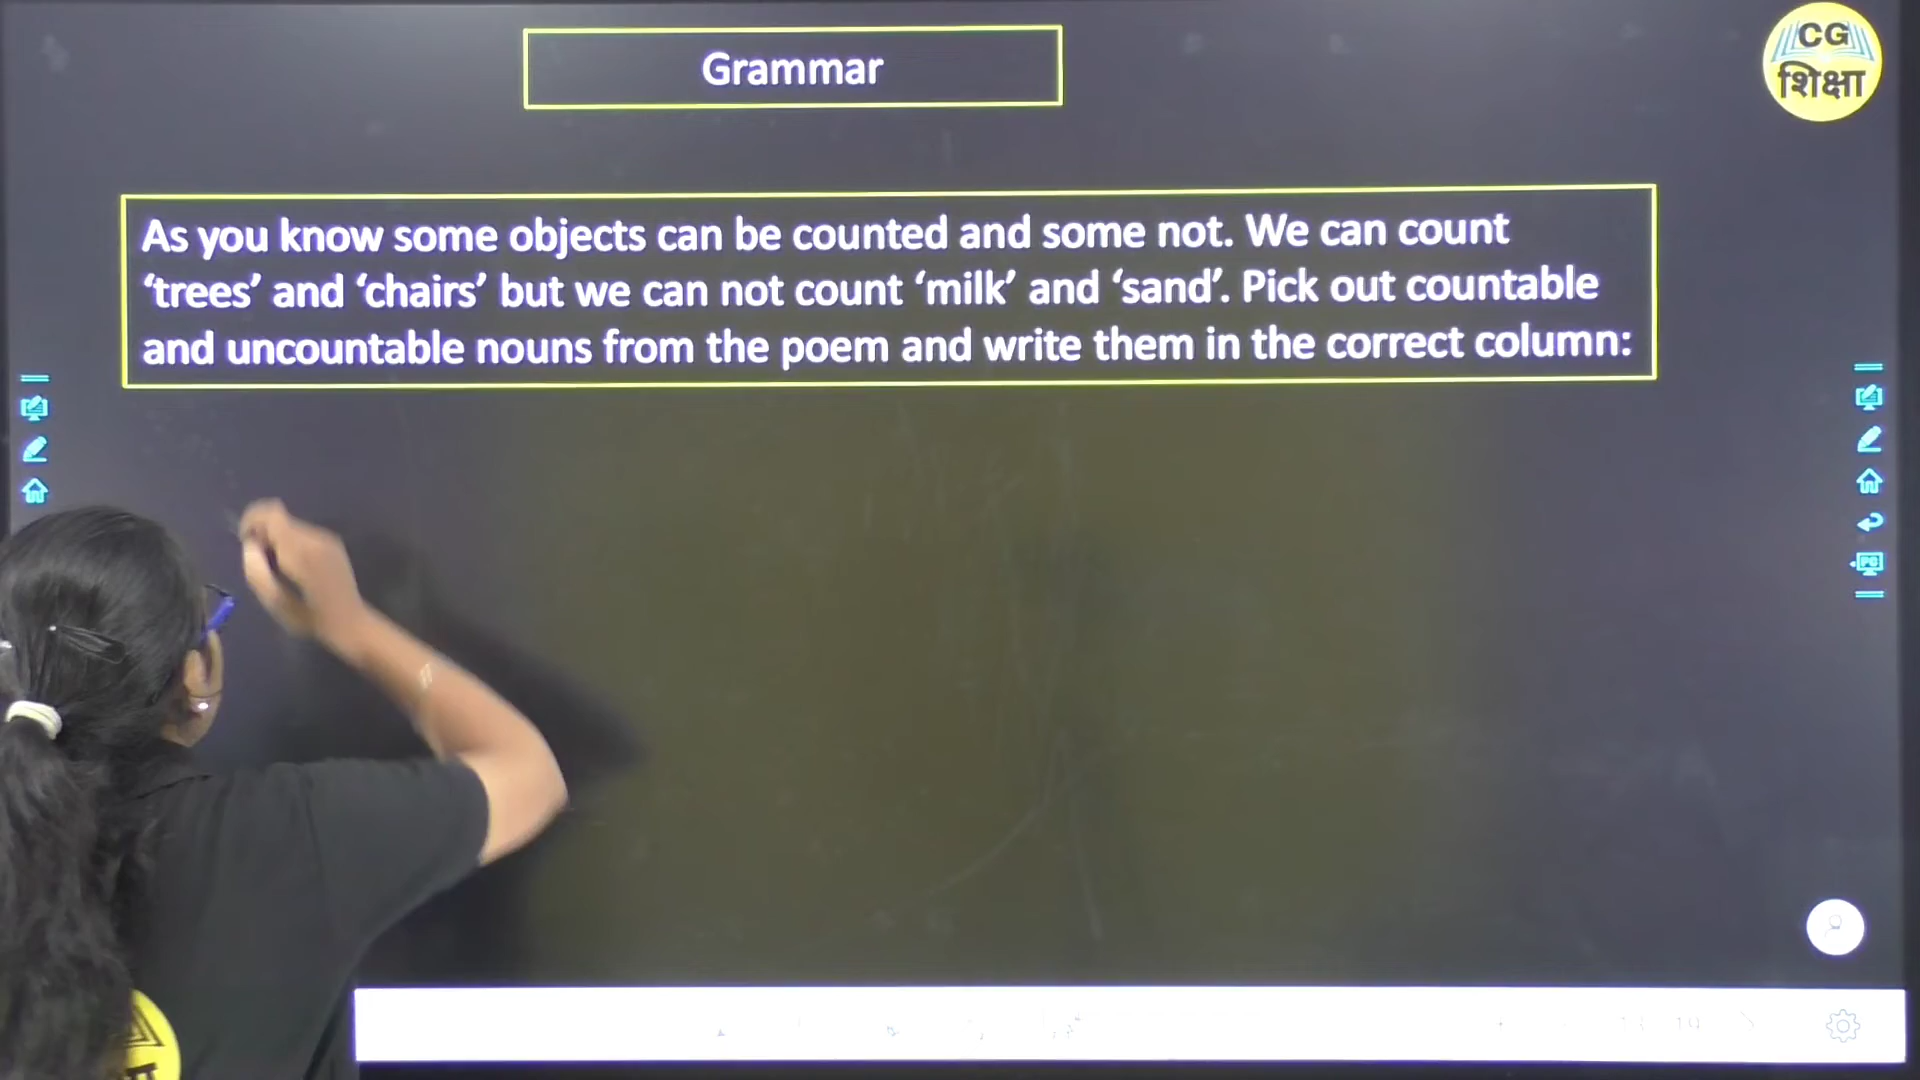 Grammar
CG
शिक्षा
As you know some objects can be counted and some not. We can count
‘trees’ and ‘chairs’ but we can not count ‘milk’ and ‘sand’. Pick out countable
and uncountable nouns from the poem and write them in the correct column:
PC